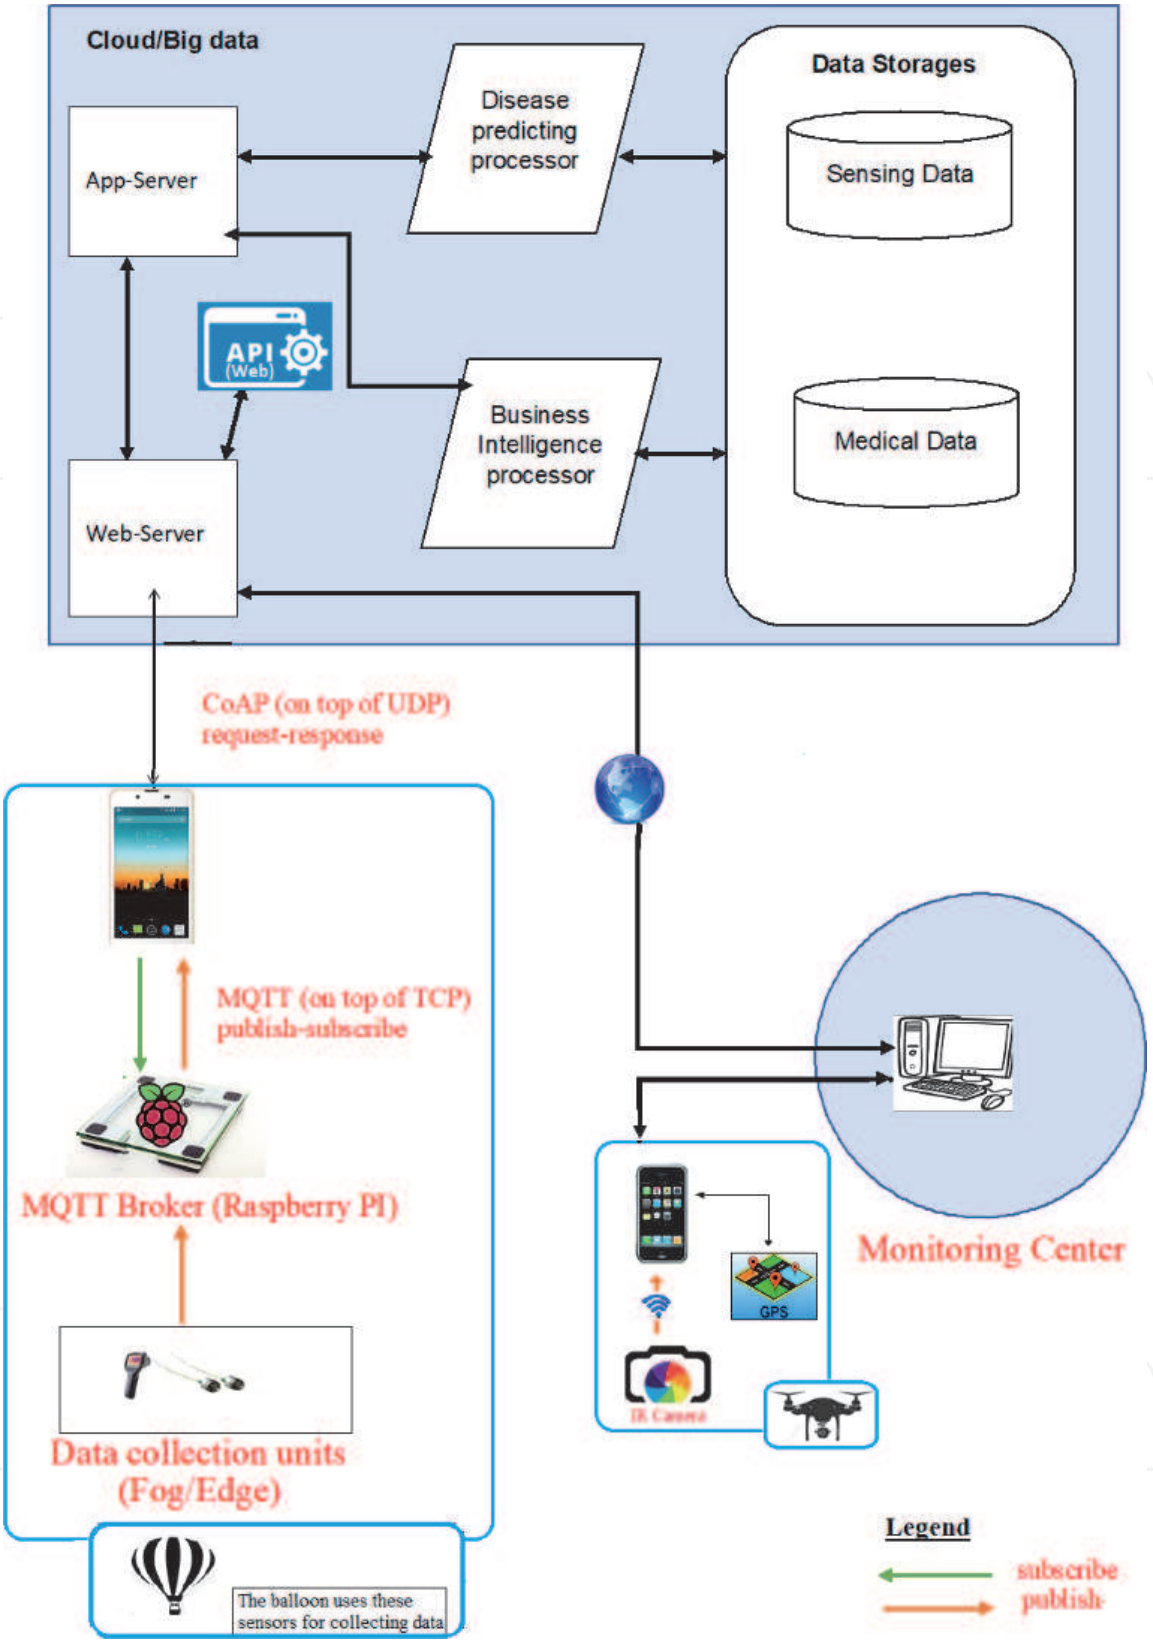 Cloud/Big data
Data Storages
Disease
predicting
processor
Sensing Data
App-Server
API
(Web)
Business
Intelligence
processor
Medical Data
Web-Server
CoAP (on top of UDP)
request-response
MQTT (on top of TCP)
publish-subscribe
MQTT Broker (Raspberry PI)
Monitoring Center
GPS
IR Camera
Data collection units
(Fog/Edge)
The balloon uses these
sensors for collecting data
Legend
subscribe
publish-